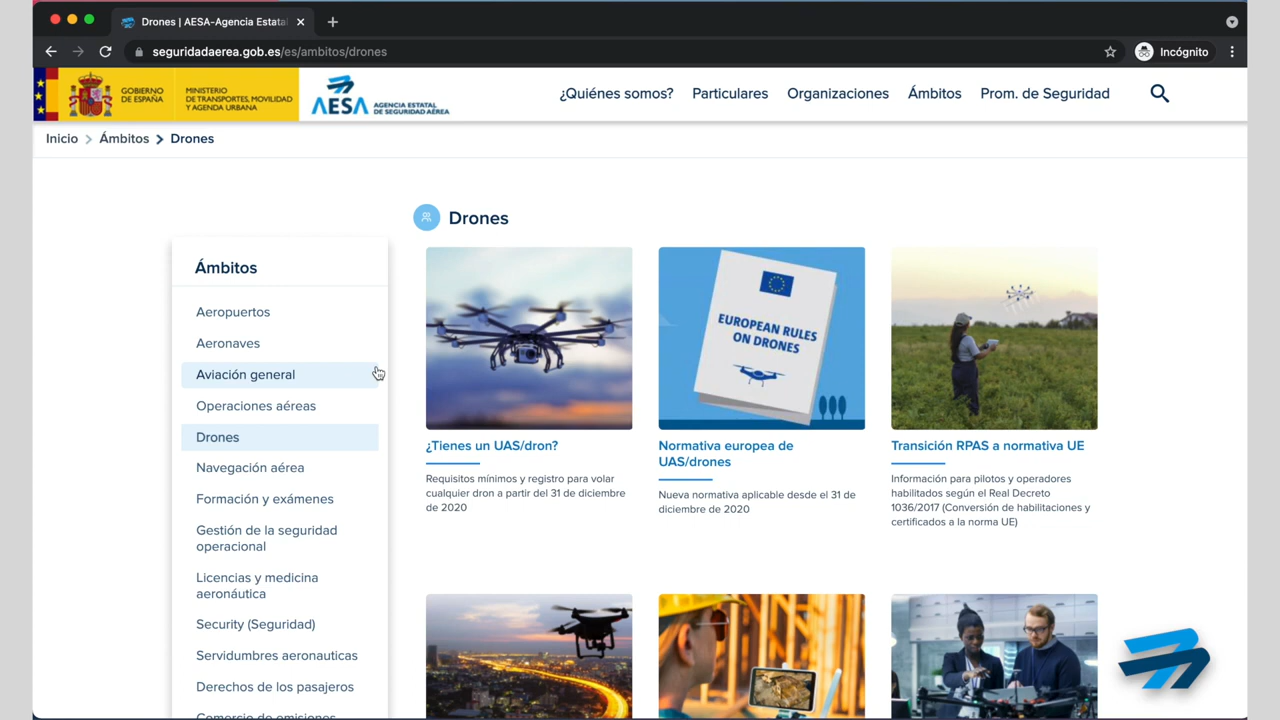 Drones | AESA-Agencia Estatal
seguridadaerea.gob.es/es/ambitos/drones
Incógnito
GOBIERNO
DE ESPAÑA
MINISTERIO
DE TRANSPORTES, MOVILIDAD
Y AGENDA URBANA
AESA
AGENCIA ESTATAL
DE SEGURIDAD AÉREA
¿Quiénes somos?
Particulares
Organizaciones
Ámbitos
Prom. de Seguridad
Inicio > Ámbitos > Drones
Drones
Ámbitos
Aeropuertos
Aeronaves
Aviación general
Operaciones aéreas
Drones
Navegación aérea
Formación y exámenes
Gestión de la seguridad
operacional
Licencias y medicina
aeronáutica
Security (Seguridad)
Servidumbres aeronauticas
Derechos de los pasajeros
Comercio de emisiones
EUROPEAN RULES
ON DRONES
¿Tienes un UAS/dron?
Requisitos mínimos y registro para volar
cualquier dron a partir del 31 de diciembre
de 2020
Normativa europea de
UAS/drones
Nueva normativa aplicable desde el 31 de
diciembre de 2020
Transición RPAS a normativa UE
Información para pilotos y operadores
habilitados según el Real Decreto
1036/2017 (Conversión de habilitaciones y
certificados a la norma UE)